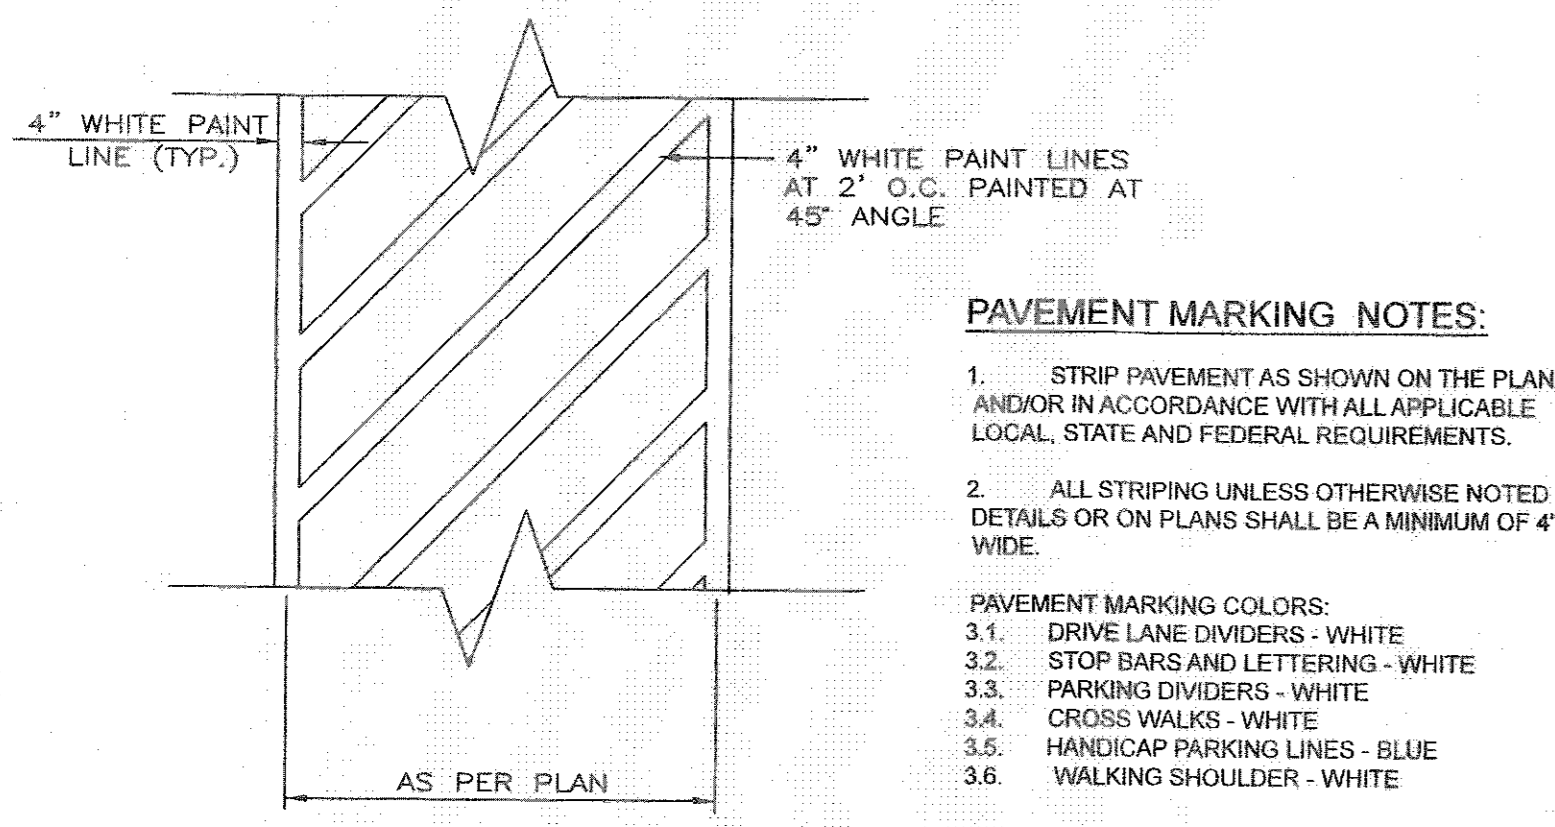 4" WHITE PAINT
LINE (TYP.)
4" WHITE PAINT LINES
AT 2' O.C. PAINTED AT
45° ANGLE
AS PER PLAN
PAVEMENT MARKING NOTES:
1. STRIP PAVEMENT AS SHOWN ON THE PLAN
AND/OR IN ACCORDANCE WITH ALL APPLICABLE
LOCAL, STATE AND FEDERAL REQUIREMENTS.
2. ALL STRIPING UNLESS OTHERWISE NOTED
DETAILS OR ON PLANS SHALL BE A MINIMUM OF 4'
WIDE.
PAVEMENT MARKING COLORS:
3.1. DRIVE LANE DIVIDERS - WHITE
3.2. STOP BARS AND LETTERING - WHITE
3.3. PARKING DIVIDERS - WHITE
3.4. CROSS WALKS - WHITE
3.5. HANDICAP PARKING LINES - BLUE
3.6. WALKING SHOULDER - WHITE